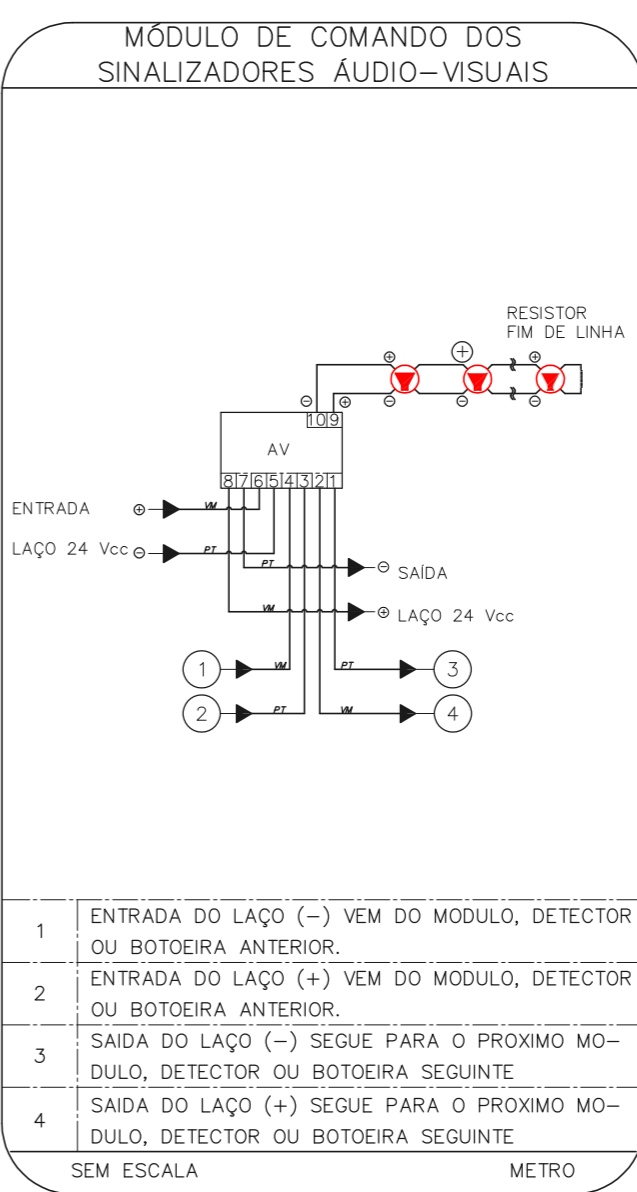 MÓDULO DE COMANDO DOS
SINALIZADORES ÁUDIO-VISUAIS
RESISTOR
FIM DE LINHA
10 9
AV
8 7 6 5 4 3 2 1
ENTRADA
VM
LAÇO 24 Vcc
PT
PT
SAÍDA
VM
LAÇO 24 Vcc
1
VM
PT
3
2
PT
VM
4
1
ENTRADA DO LAÇO (-) VEM DO MODULO, DETECTOR
OU BOTOEIRA ANTERIOR.
2
ENTRADA DO LAÇO (+) VEM DO MODULO, DETECTOR
OU BOTOEIRA ANTERIOR.
3
SAIDA DO LAÇO (-) SEGUE PARA O PROXIMO MO-
DULO, DETECTOR OU BOTOEIRA SEGUINTE
4
SAIDA DO LAÇO (+) SEGUE PARA O PROXIMO MO-
DULO, DETECTOR OU BOTOEIRA SEGUINTE
SEM ESCALA
METRO